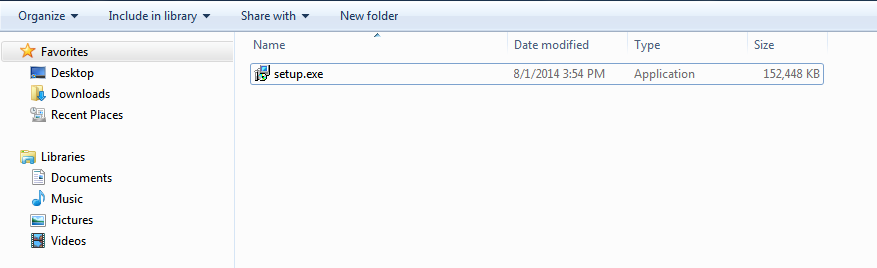 Organize Include in library Share with New folder
Favorites
Desktop
Downloads
Recent Places
Libraries
Documents
Music
Pictures
Videos
Name Date modified Type Size
setup.exe 8/1/2014 3:54 PM Application 152,448 KB